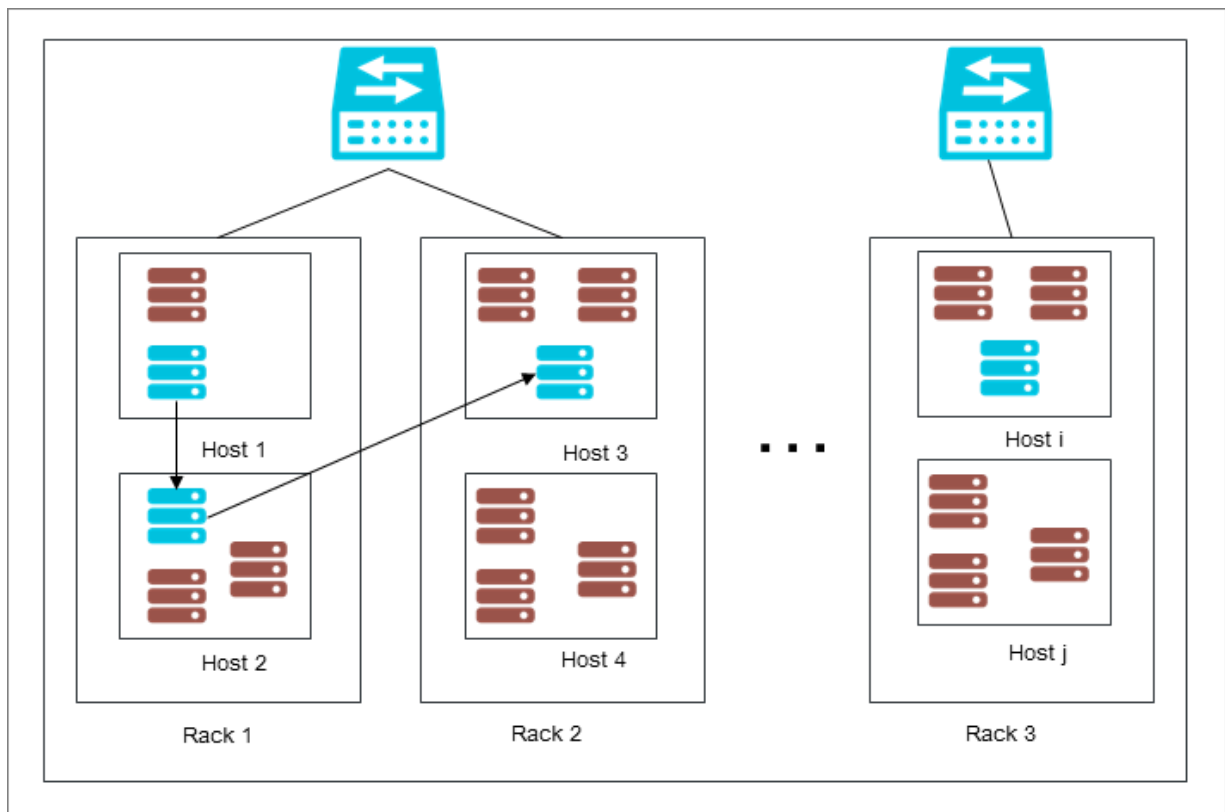 Host 1
Host 3
Host i
. . .
Host 2
Host 4
Host j
Rack 1
Rack 2
Rack 3